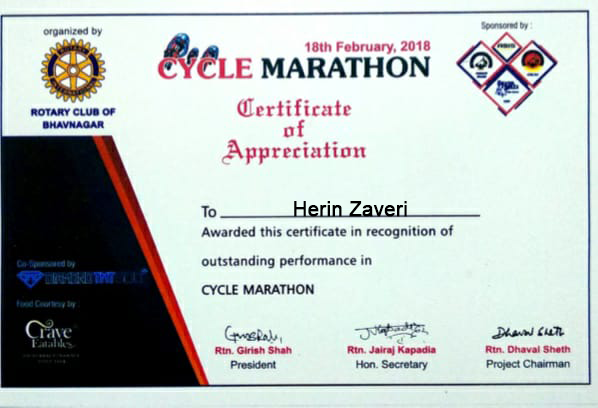 organized by
ROTARY CLUB OF
BHAVNAGAR
18th February, 2018
CYCLE MARATHON
Sponsored by :
Certificate
of
Appreciation
To Herin Zaveri
Awarded this certificate in recognition of
outstanding performance in
CYCLE MARATHON
Co-Sponsored by
DIAMOND TMT
Food Courtesy by :
Crave
Eatables
Rtn. Girish Shah
President
Rtn. Jairaj Kapadia
Hon. Secretary
Dhaval Sheth
Rtn. Dhaval Sheth
Project Chairman